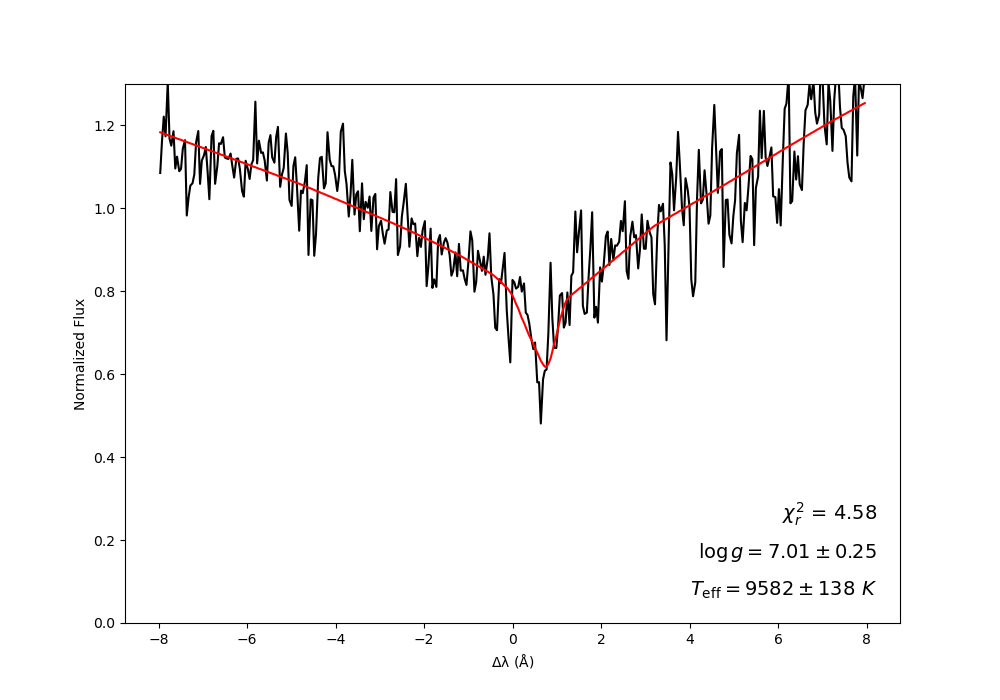 1.2
1.0
0.8
0.6
0.4
0.2
0.0
Normalized Flux
χ²ᵣ = 4.58
log g = 7.01 ± 0.25
T_eff = 9582 ± 138 K
−8 −6 −4 −2 0 2 4 6 8
Δλ (Å)